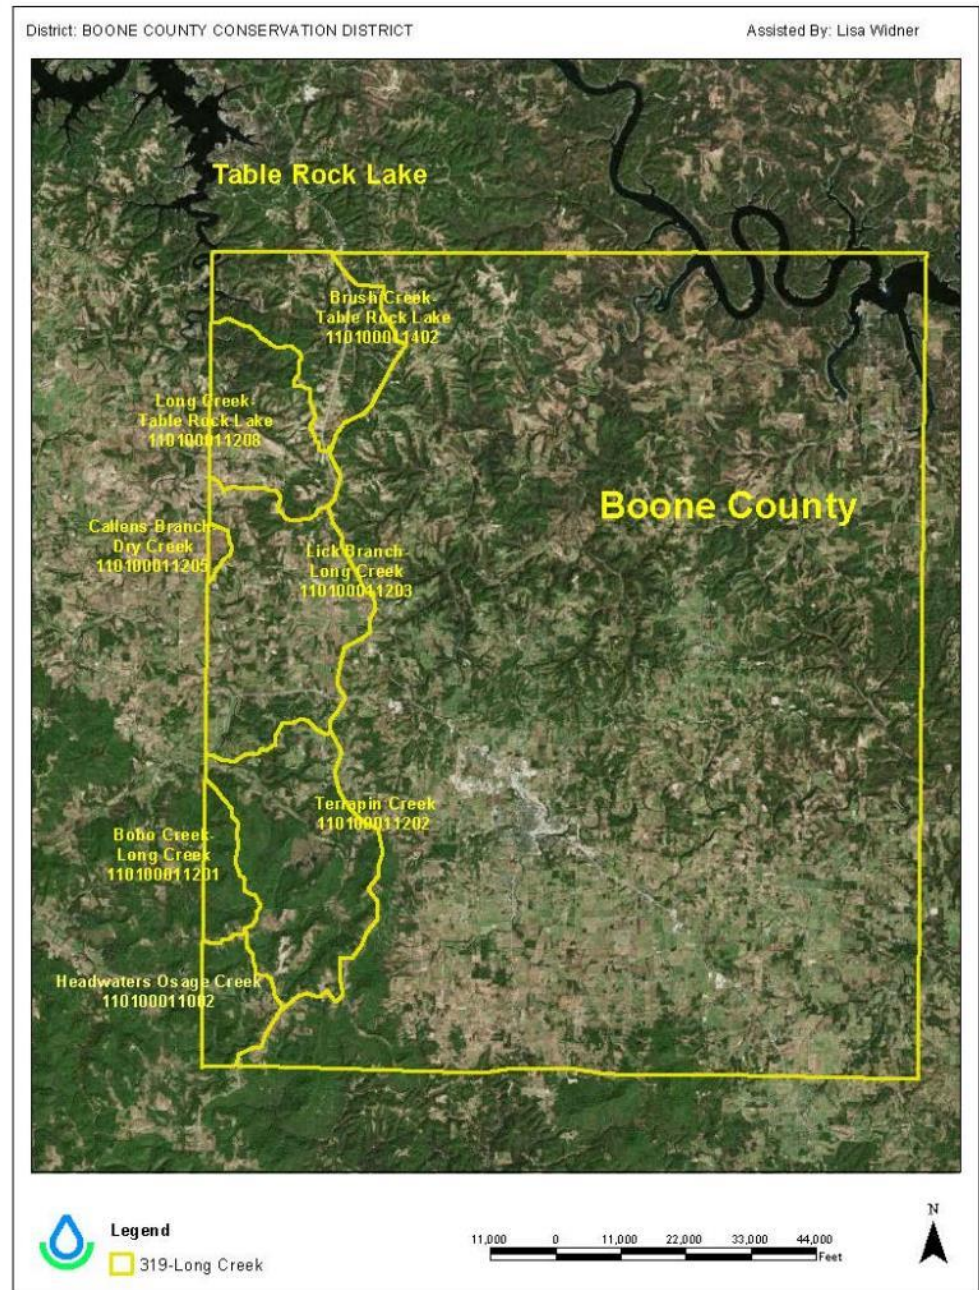 District: BOONE COUNTY CONSERVATION DISTRICT
Assisted By: Lisa Widner
Table Rock Lake
Brush Creek-
Table Rock Lake
110100011402
Long Creek-
Table Rock Lake
110100011208
Boone County
Callens Branch-
Dry Creek
110100011205
Lick Branch-
Long Creek
110100011203
Terrapin Creek
110100011202
Boho Creek-
Long Creek
110100011201
Headwaters Osage Creek
110100011002
Legend
319-Long Creek
11,000 0 11,000 22,000 33,000 44,000
Feet
N